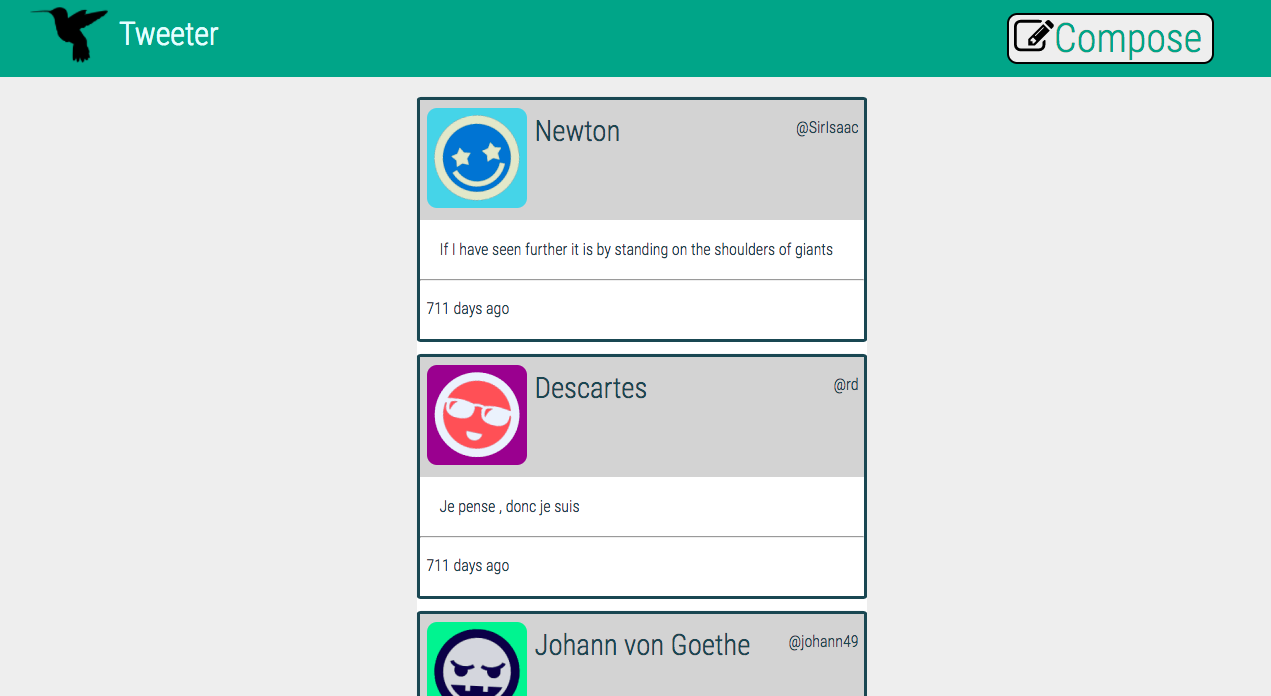 Tweeter
Compose
Newton
@SirIsaac
If I have seen further it is by standing on the shoulders of giants
711 days ago
Descartes
@rd
Je pense , donc je suis
711 days ago
Johann von Goethe
@johann49